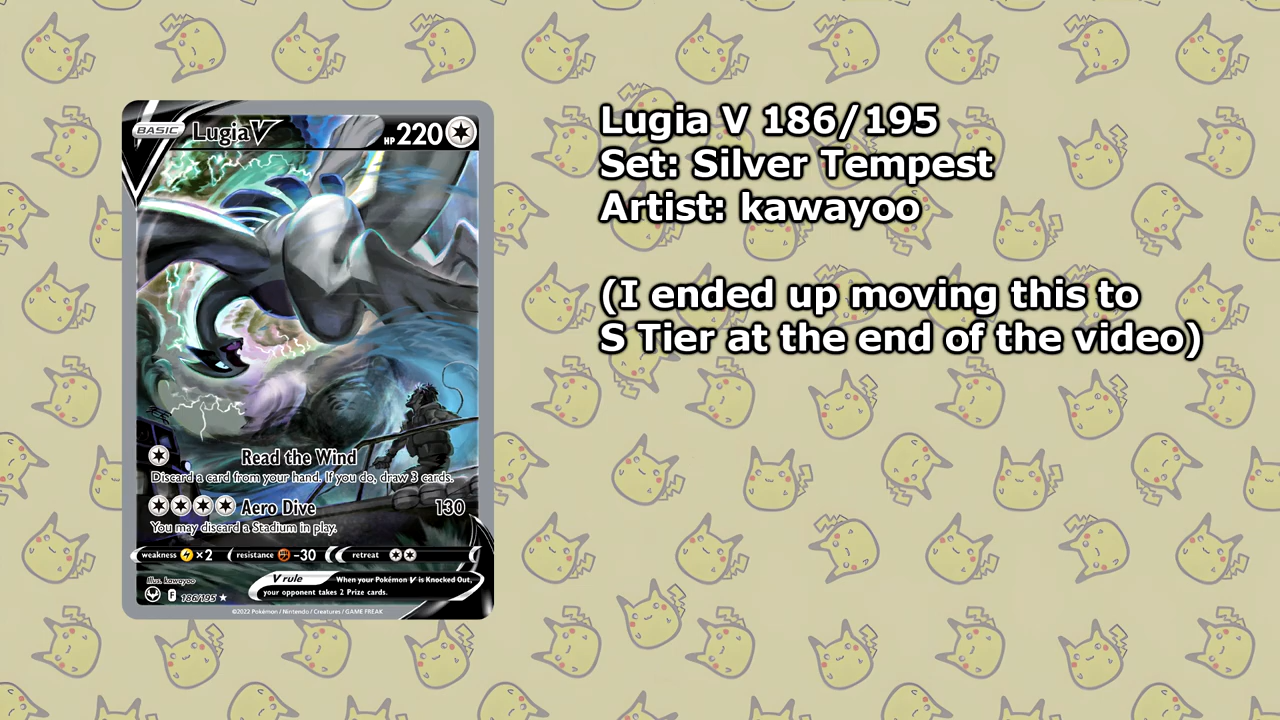 BASIC Lugia V HP 220
Lugia V 186/195
Set: Silver Tempest
Artist: kawayoo
(I ended up moving this to
S Tier at the end of the video)
Read the Wind
Discard a card from your hand. If you do, draw 3 cards.
Aero Dive 130
You may discard a Stadium in play.
weakness ×2 resistance -30 retreat
Illus. kawayoo
V rule When your Pokémon V is Knocked Out,
your opponent takes 2 Prize cards.
F 186/195 ★
©2022 Pokémon / Nintendo / Creatures / GAME FREAK